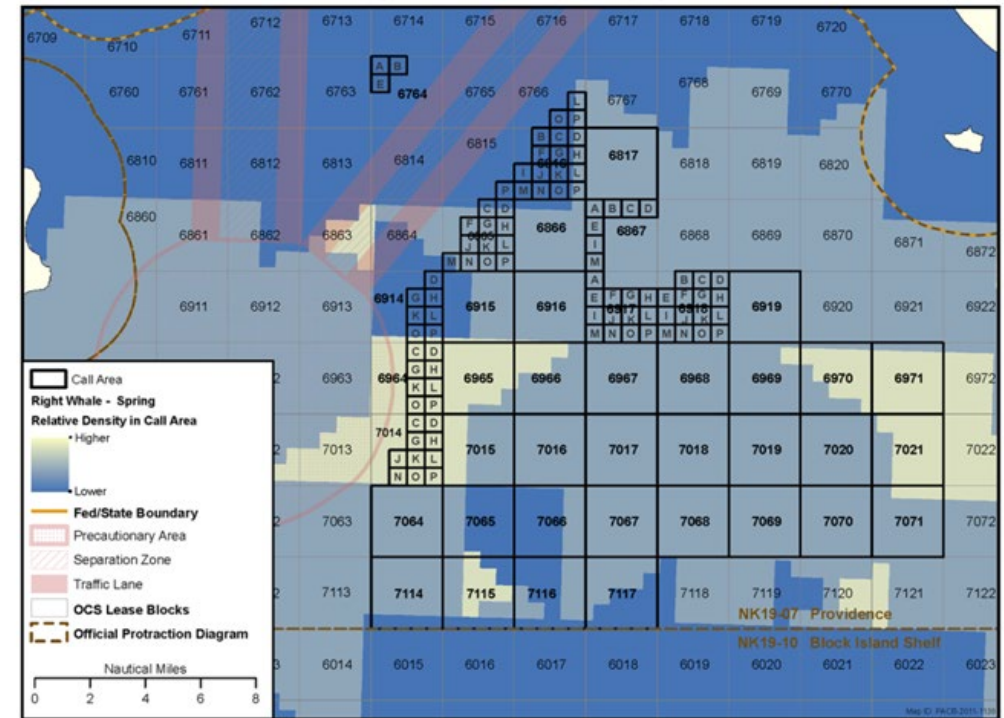 6709 6710 6711 6712 6713 6714 6715 6716 6717 6718 6719 6720
6760 6761 6762 6763 6764 6765 6766 6767 6768 6769 6770
A B
E
L
O P
6810 6811 6812 6813 6814 6815 6817 6818 6819 6820
B C D
F G H
I J K L
P M N O P
6860 6861 6862 6863 6864 6866 6867 6868 6869 6870 6871 6872
C D A B C D
F G H E
J K L I
M N O P M
6911 6912 6913 6914 6915 6916 6917 6918 6919 6920 6921 6922
D A B C D
G H E F G H E F G H
K L I J K L I J K L
O P M N O P M N O P
6963 6964 6965 6966 6967 6968 6969 6970 6971 6972
C D
G H
K L
O P
7013 7014 7015 7016 7017 7018 7019 7020 7021 7022
C D
G H
J K L
N O P
7063 7064 7065 7066 7067 7068 7069 7070 7071 7072
7113 7114 7115 7116 7117 7118 7119 7120 7121 7122
NK19-07 Providence
NK19-10 Block Island Shelf
6014 6015 6016 6017 6018 6019 6020 6021 6022 6023
Call Area
Right Whale - Spring
Relative Density in Call Area
Higher
Lower
Fed/State Boundary
Precautionary Area
Separation Zone
Traffic Lane
OCS Lease Blocks
Official Protraction Diagram
Nautical Miles
0 2 4 6 8